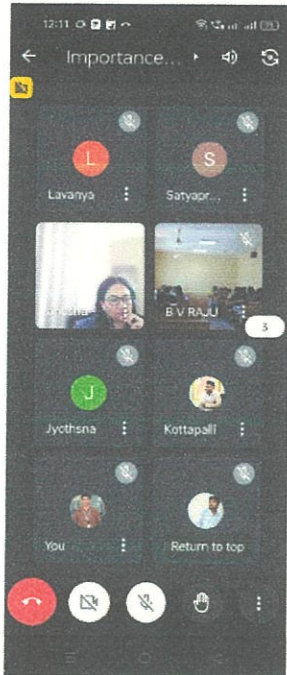 12:11
Importance...
L
S
Lavanya
Satyapr...
B V RAJU
3
J
Jyothsna
Kottapalli
You
Return to top